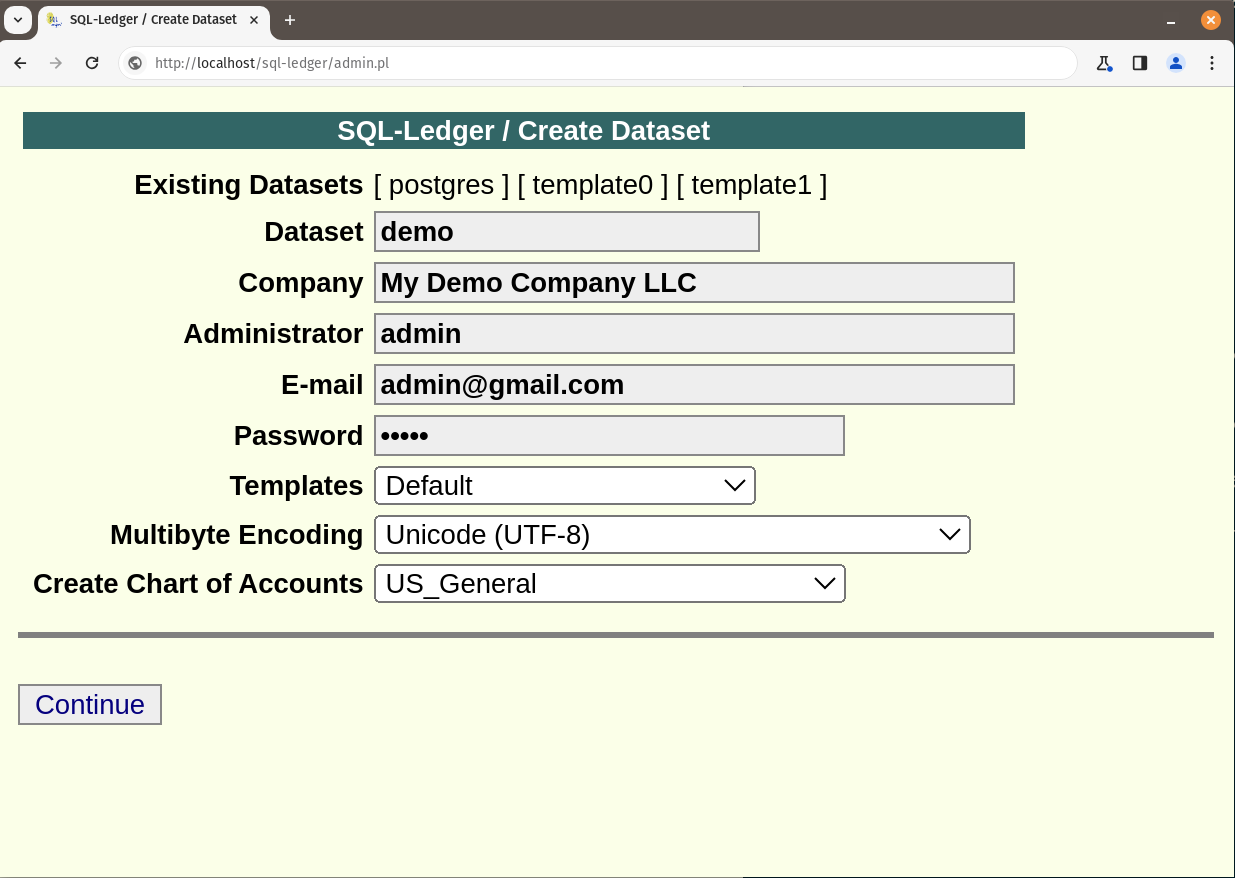 SQL-Ledger / Create Dataset
http://localhost/sql-ledger/admin.pl
SQL-Ledger / Create Dataset
Existing Datasets [ postgres ] [ template0 ] [ template1 ]
Dataset demo
Company My Demo Company LLC
Administrator admin
E-mail admin@gmail.com
Password •••••
Templates Default
Multibyte Encoding Unicode (UTF-8)
Create Chart of Accounts US_General
Continue